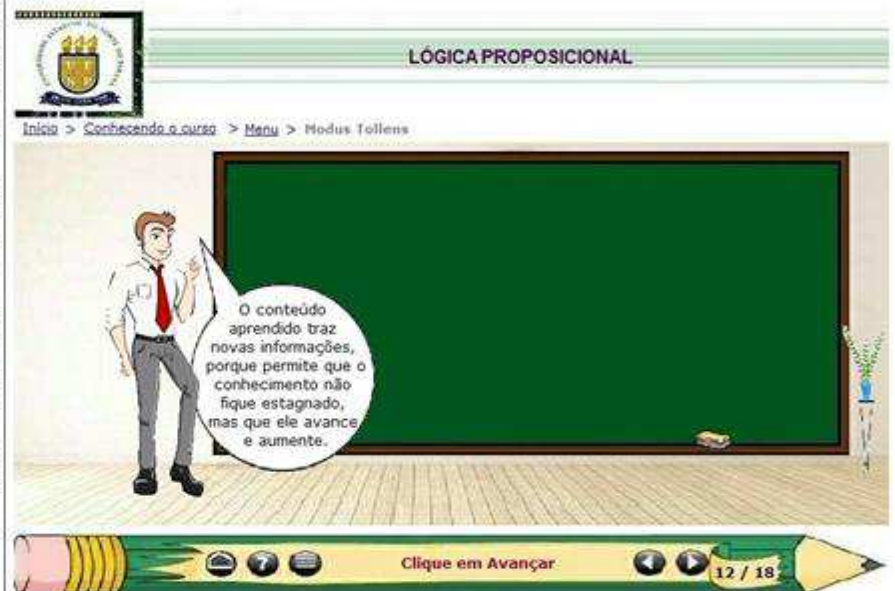 LÓGICA PROPOSICIONAL
Início > Conhecendo o curso > Menu > Modus Tollens
O conteúdo
aprendido traz
novas informações,
porque permite que o
conhecimento não
fique estagnado,
mas que ele avance
e aumente.
?
Clique em Avançar
12 / 18